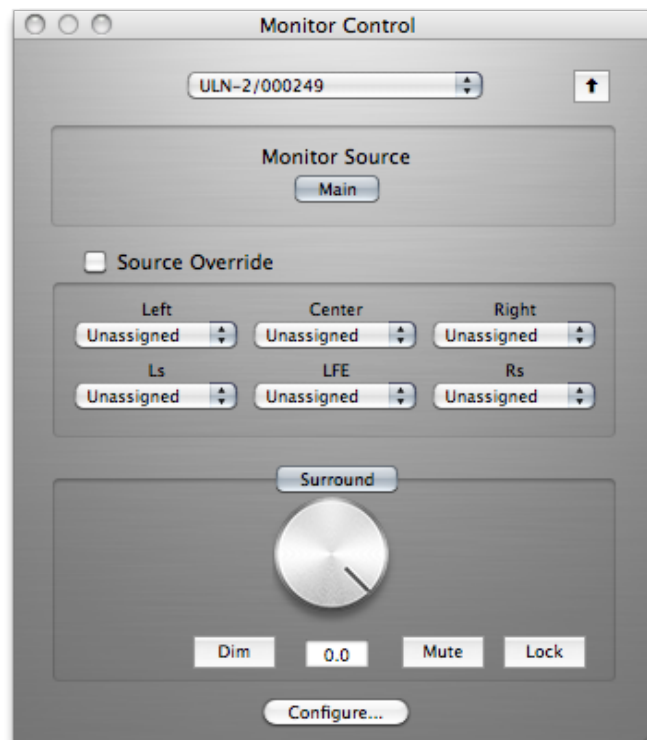 Monitor Control
ULN-2/000249
Monitor Source
Main
Source Override
Left Center Right
Unassigned Unassigned Unassigned
Ls LFE Rs
Unassigned Unassigned Unassigned
Surround
Dim 0.0 Mute Lock
Configure...